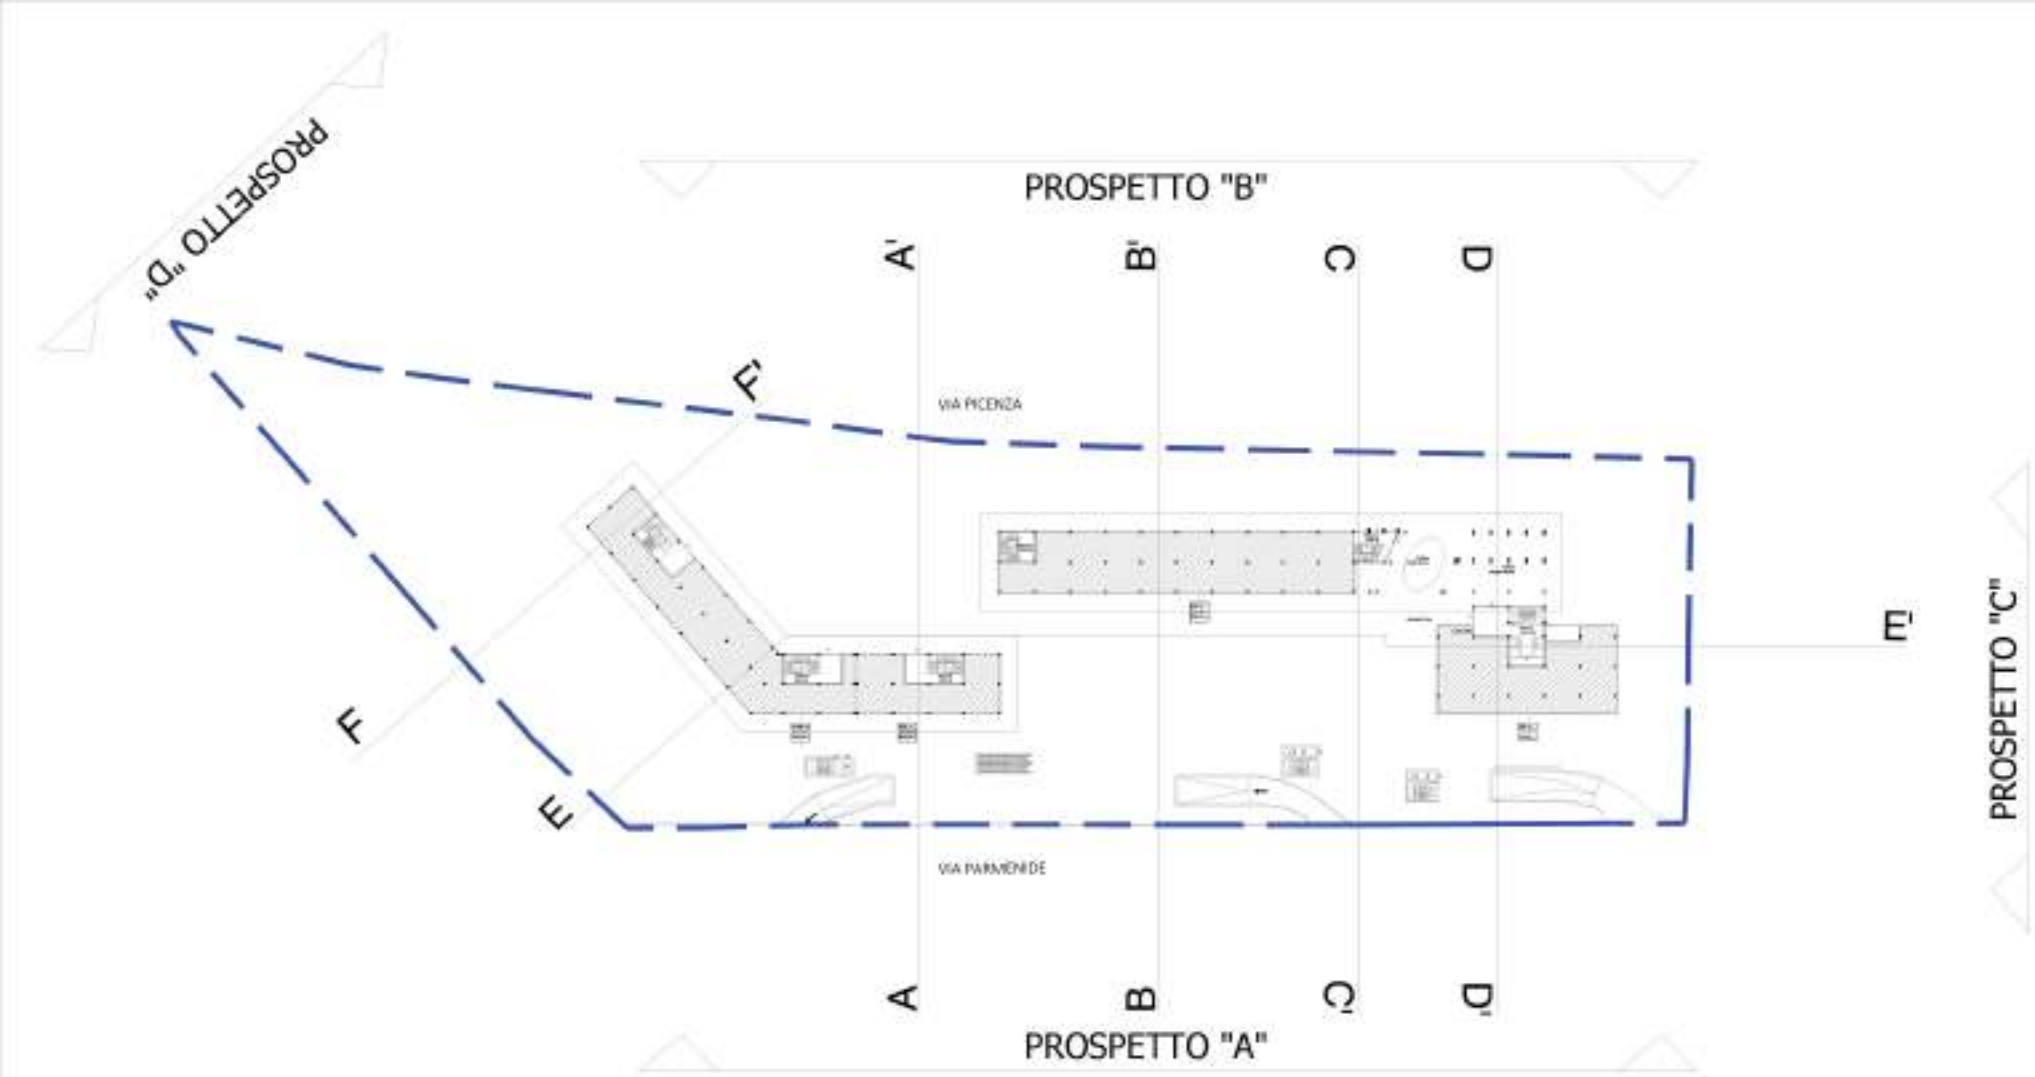 PROSPETTO "D"
PROSPETTO "B"
A'
B'
C
D
F'
VIA PICENZA
E'
PROSPETTO "C"
F
E
VIA PARMENIDE
A
B
C'
D'
PROSPETTO "A"